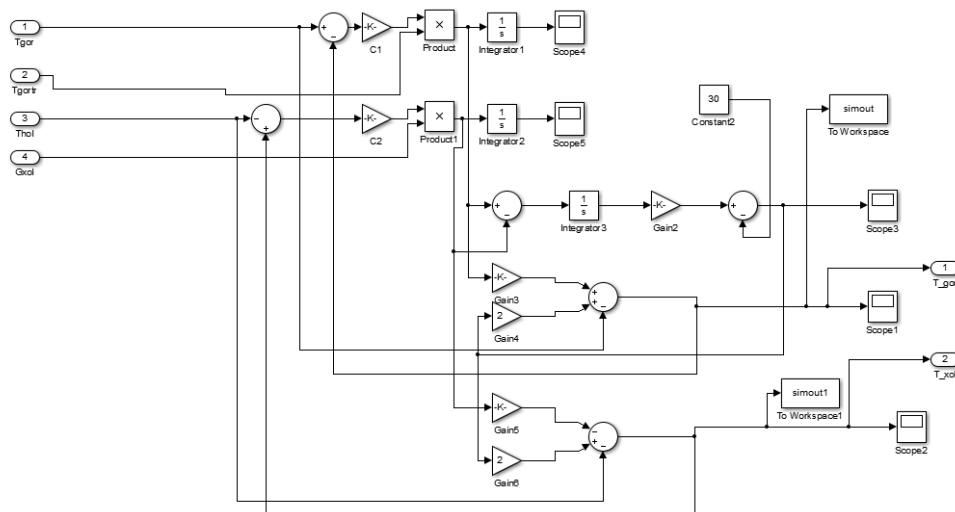 1
Tgor
2
Tgortr
3
Thol
4
Gxol
-K-
C1
×
Product
1
s
Integrator1
Scope4
-K-
C2
×
Product1
1
s
Integrator2
Scope5
30
Constant2
simout
To Workspace
1
s
Integrator3
-K-
Gain2
Scope3
-K-
Gain3
2
Gain4
1
Scope1
2
simout1
To Workspace1
-K-
Gain5
2
Gain6
Scope2